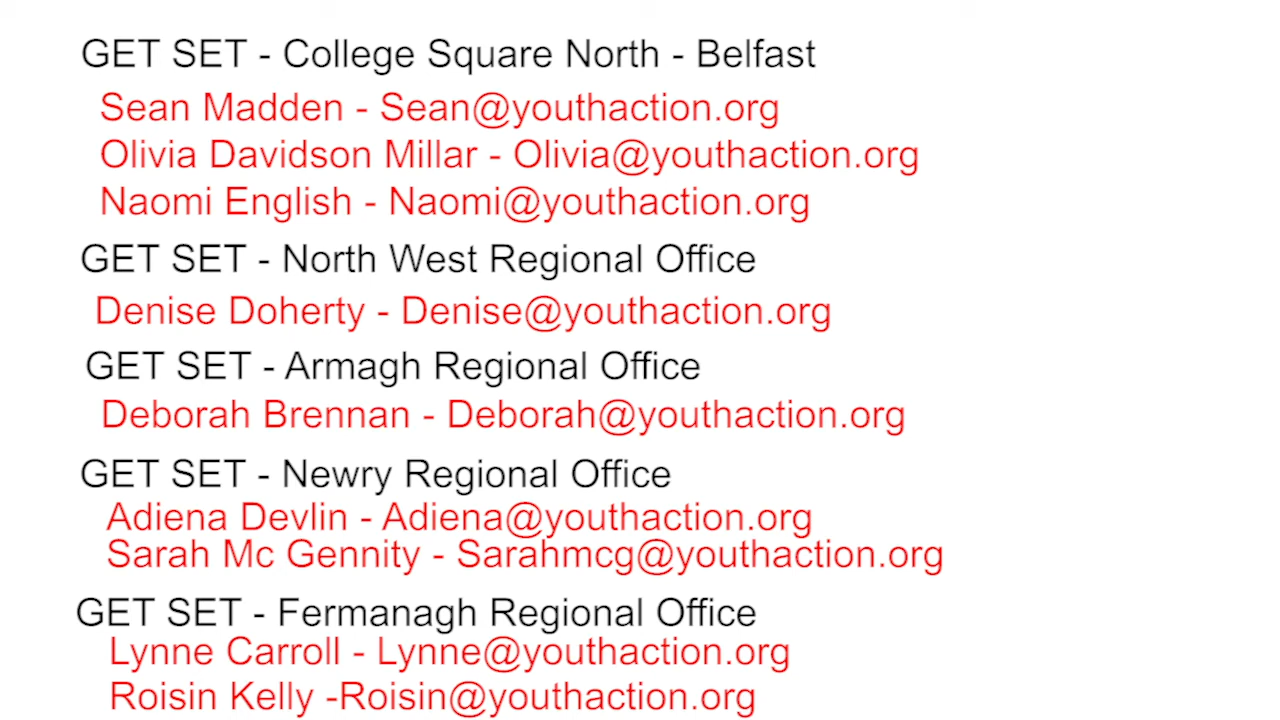 GET SET - College Square North - Belfast
Sean Madden - Sean@youthaction.org
Olivia Davidson Millar - Olivia@youthaction.org
Naomi English - Naomi@youthaction.org
GET SET - North West Regional Office
Denise Doherty - Denise@youthaction.org
GET SET - Armagh Regional Office
Deborah Brennan - Deborah@youthaction.org
GET SET - Newry Regional Office
Adiena Devlin - Adiena@youthaction.org
Sarah Mc Gennity - Sarahmcg@youthaction.org
GET SET - Fermanagh Regional Office
Lynne Carroll - Lynne@youthaction.org
Roisin Kelly -Roisin@youthaction.org